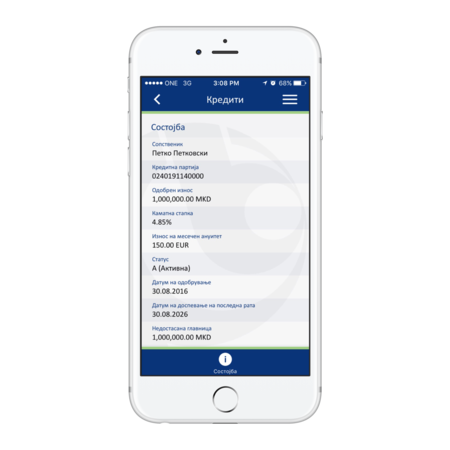 ONE 3G 3:08 PM 68%
Кредити
Состојба
Сопственик
Петко Петковски
Кредитна партија
0240191140000
Одобрен износ
1,000,000.00 MKD
Каматна стапка
4.85%
Износ на месечен ануитет
150.00 EUR
Статус
А (Активна)
Датум на одобрување
30.08.2016
Датум на доспевање на последна рата
30.08.2026
Недостасана главница
1,000,000.00 MKD
i
Состојба